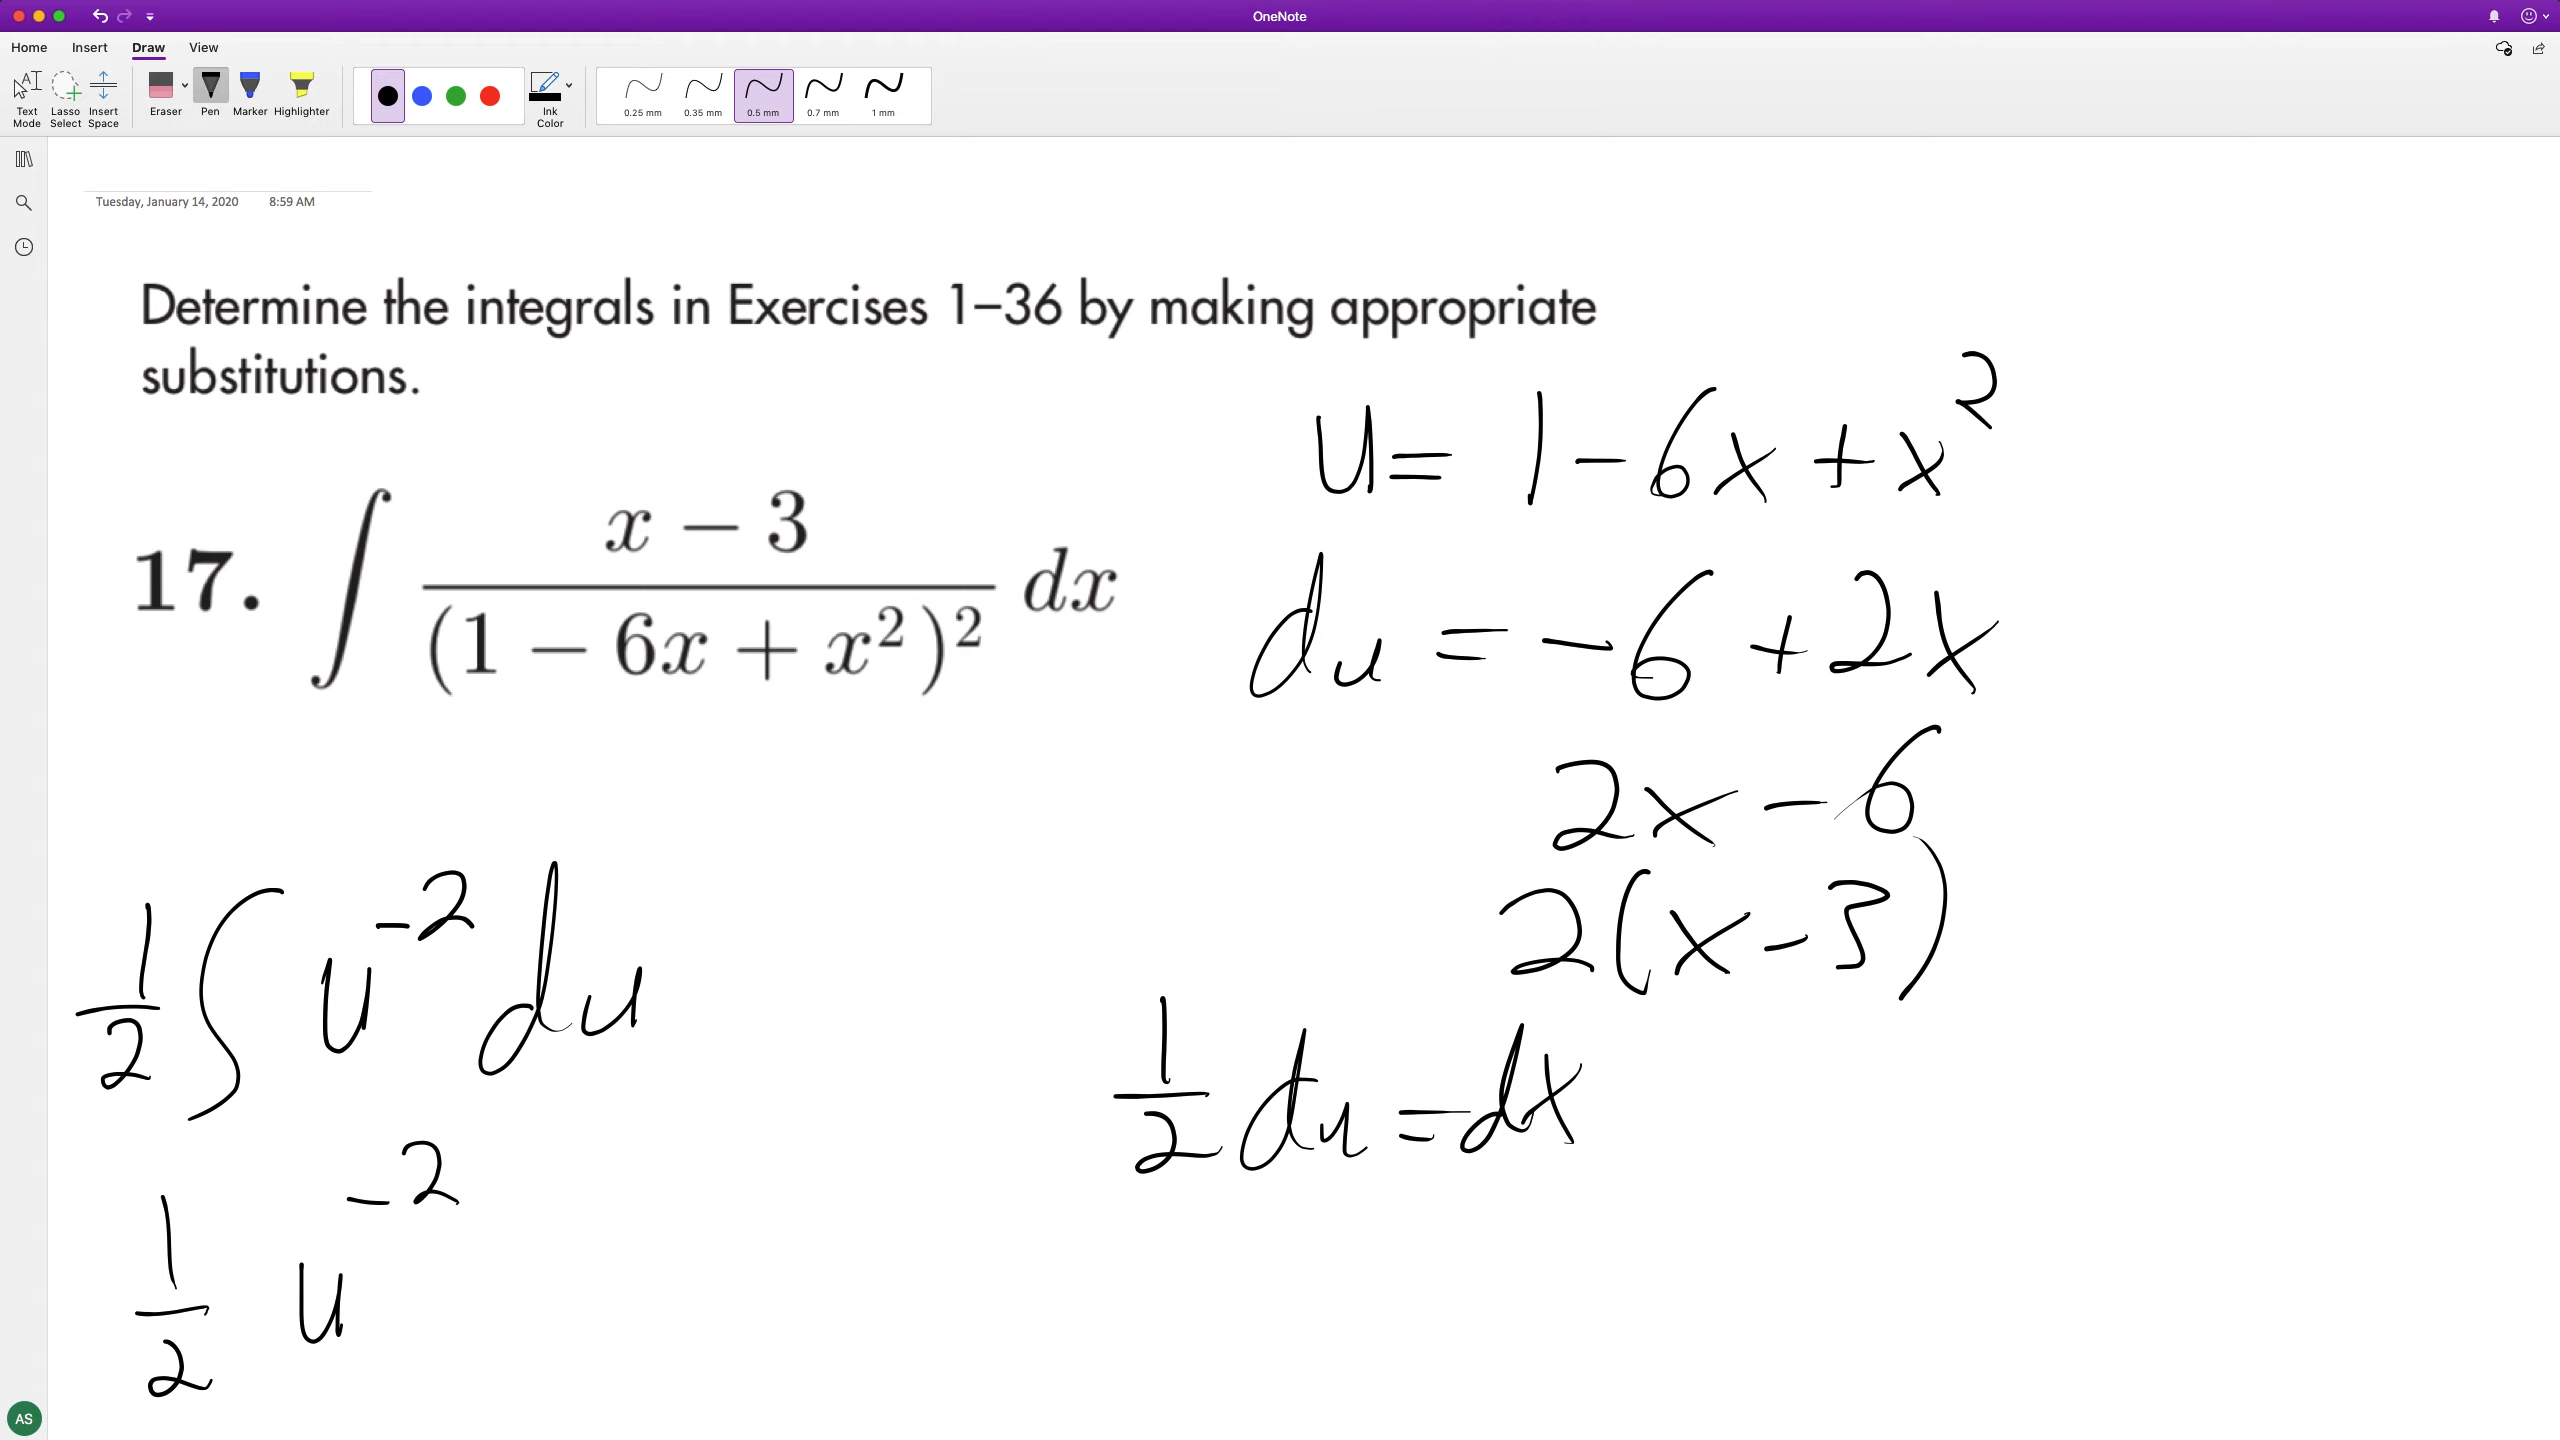 OneNote
Home Insert Draw View
Text Mode Lasso Select Insert Space Eraser Pen Marker Highlighter Ink Color 0.25 mm 0.35 mm 0.5 mm 0.7 mm 1 mm
Tuesday, January 14, 2020 8:59 AM
Determine the integrals in Exercises 1–36 by making appropriate
substitutions.
17. ∫ (x − 3)/(1 − 6x + x²)² dx
u = 1 - 6x + x²
du = -6 + 2x
2x - 6
2(x - 3)
1/2 du = dx
1/2 ∫ u⁻² du
1/2 u⁻²
AS